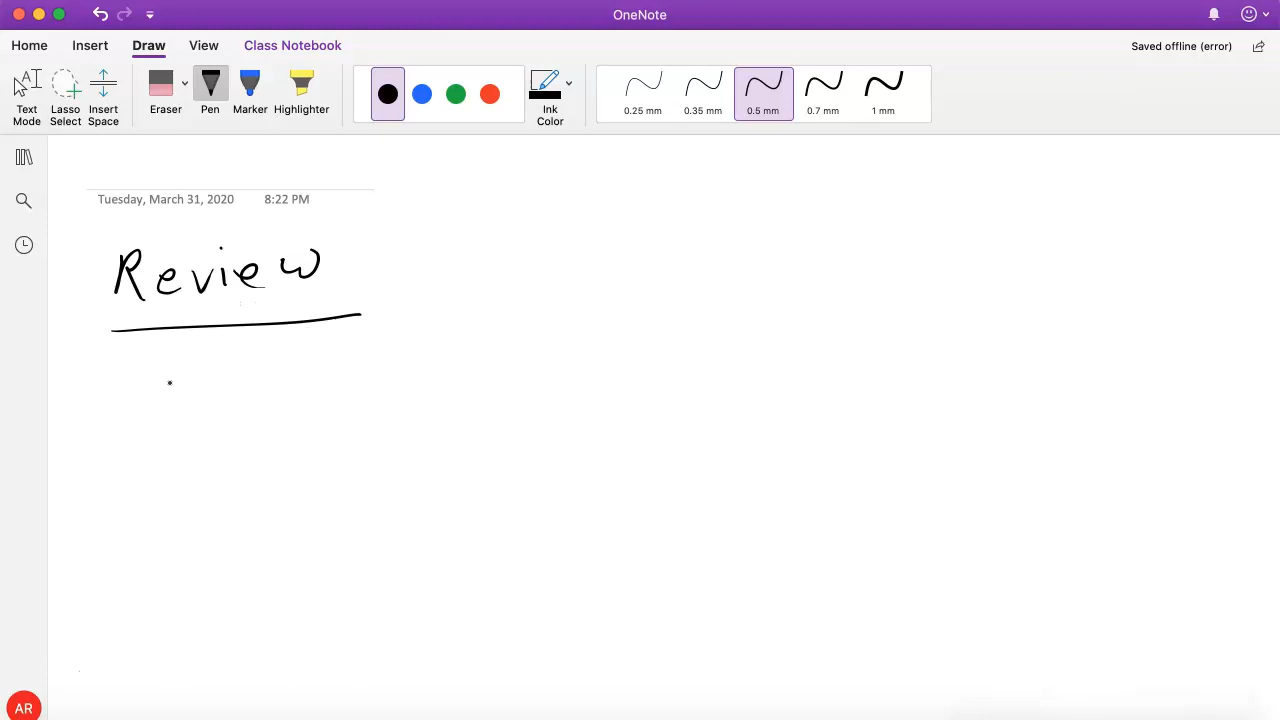 OneNote
Home Insert Draw View Class Notebook
Saved offline (error)
Text Mode
Lasso Select
Insert Space
Eraser
Pen
Marker
Highlighter
Ink Color
0.25 mm
0.35 mm
0.5 mm
0.7 mm
1 mm
Tuesday, March 31, 2020 8:22 PM
Review
AR